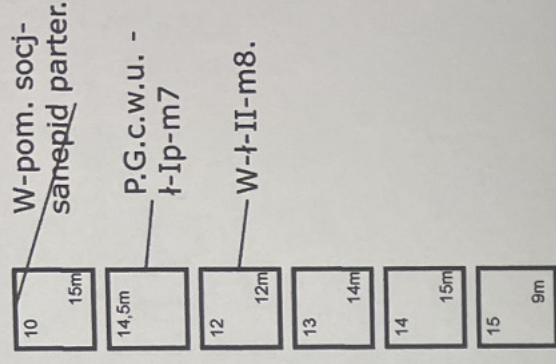 W-pom. socj-
sanepid parter.
10
15m
P.G.c.w.u. -
ł-Ip-m7
14,5m
W-ł-II-m8.
12
12m
13
14m
14
15m
15
9m